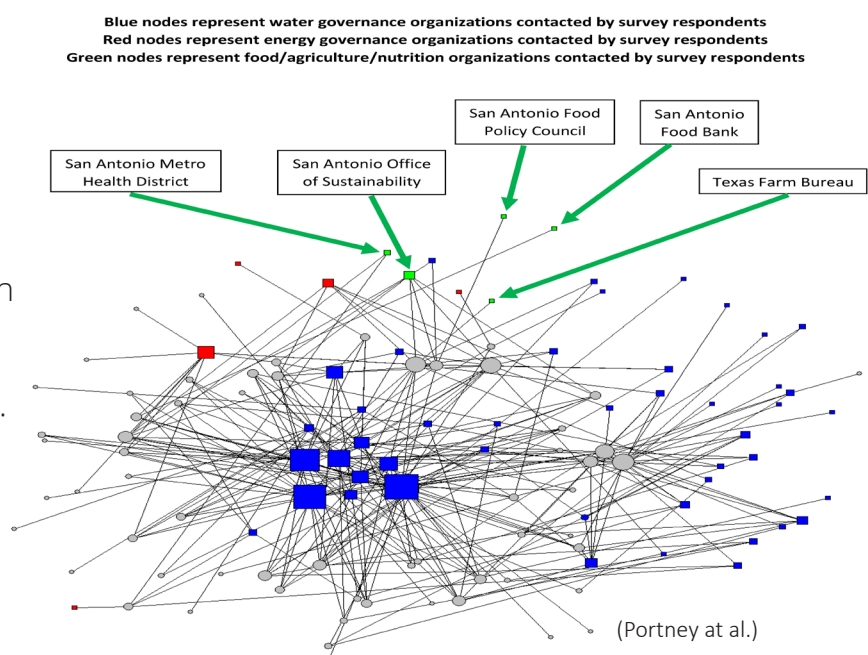 Blue nodes represent water governance organizations contacted by survey respondents
Red nodes represent energy governance organizations contacted by survey respondents
Green nodes represent food/agriculture/nutrition organizations contacted by survey respondents
San Antonio Food
Policy Council
San Antonio
Food Bank
San Antonio Metro
Health District
San Antonio Office
of Sustainability
Texas Farm Bureau
n
.
(Portney at al.)